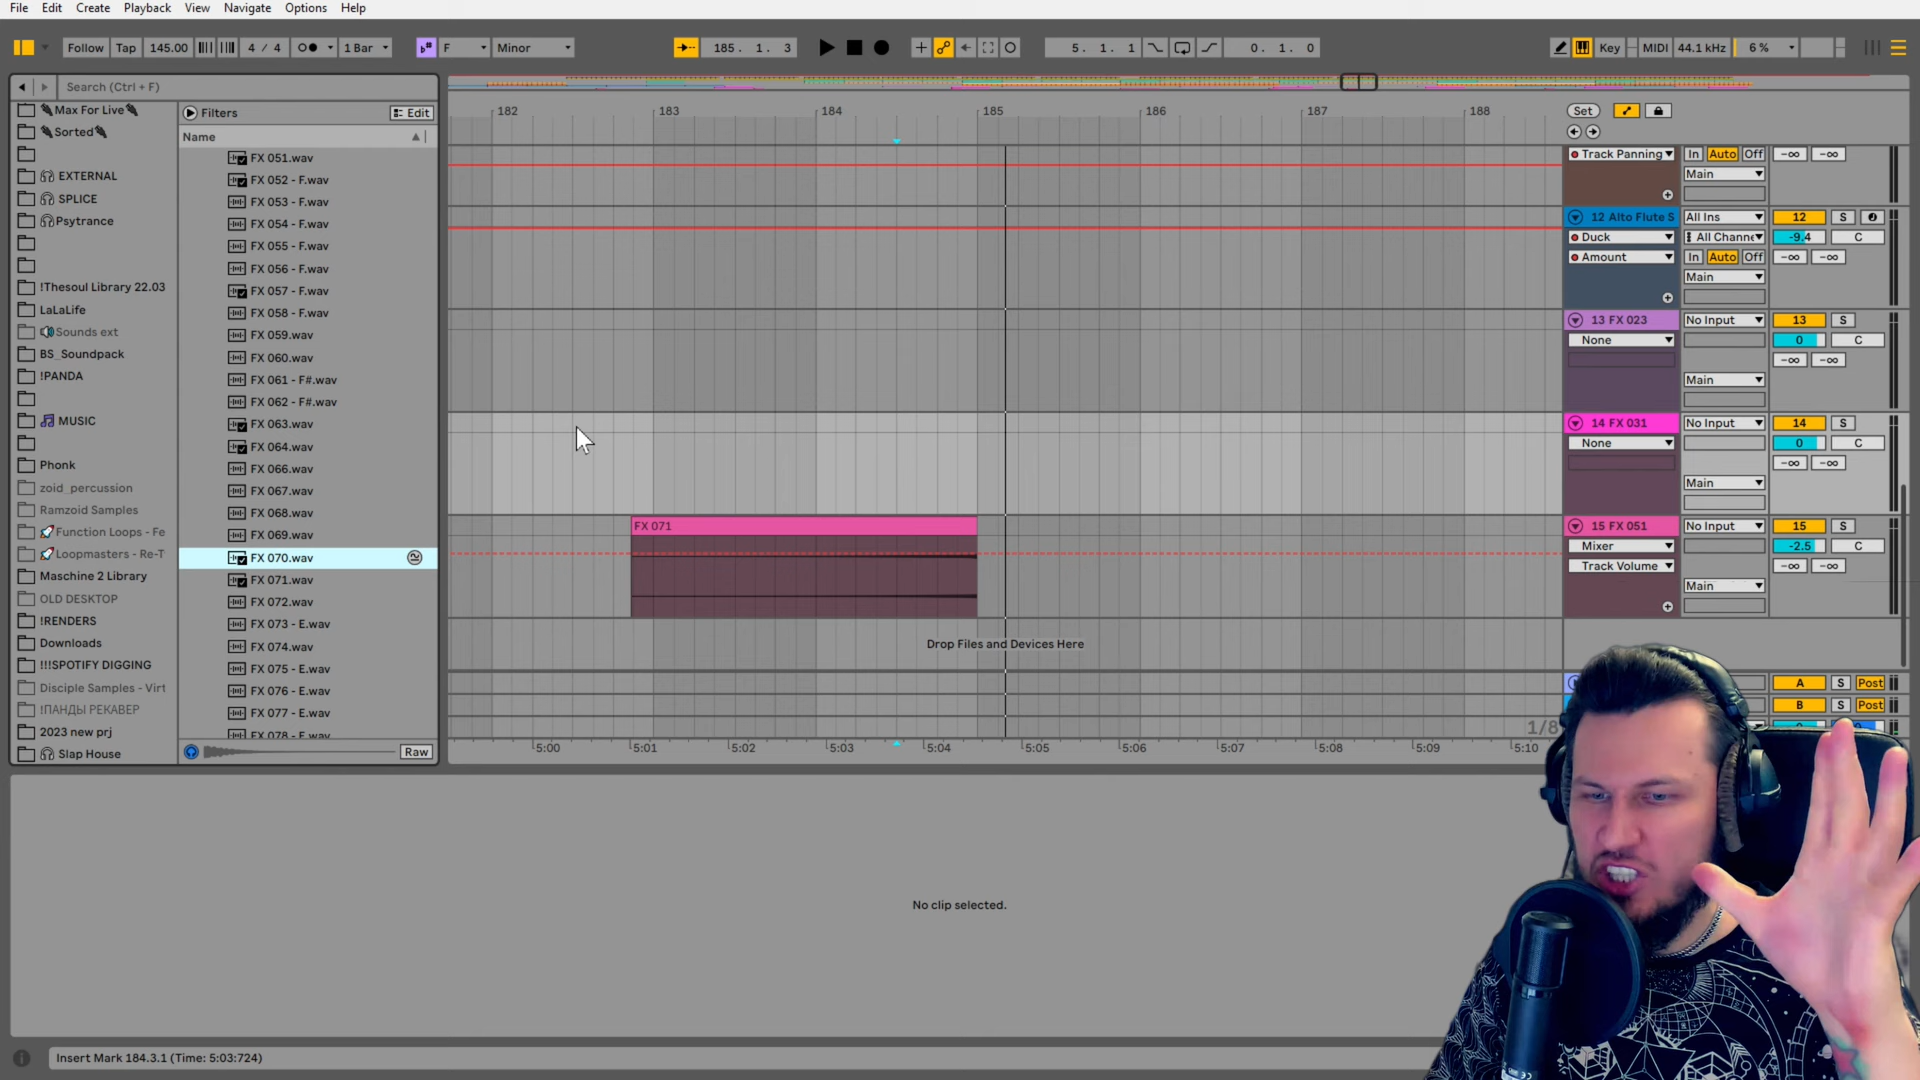 File Edit Create Playback View Navigate Options Help
Follow Tap 145.00 4 / 4 1 Bar F Minor 185. 1. 3 5. 1. 1 0. 1. 0 Key MIDI 44.1 kHz 6 %
Search (Ctrl + F)
Max For Live
Sorted
EXTERNAL
SPLICE
Psytrance
!Thesoul Library 22.03
LaLaLife
Sounds ext
BS_Soundpack
!PANDA
MUSIC
Phonk
zoid_percussion
Ramzoid Samples
Function Loops - Fe
Loopmasters - Re-T
Maschine 2 Library
OLD DESKTOP
!RENDERS
Downloads
!!!SPOTIFY DIGGING
Disciple Samples - Virt
!ПАНДЫ РЕКАВЕР
2023 new prj
Slap House
Filters Edit
Name
FX 051.wav
FX 052 - F.wav
FX 053 - F.wav
FX 054 - F.wav
FX 055 - F.wav
FX 056 - F.wav
FX 057 - F.wav
FX 058 - F.wav
FX 059.wav
FX 060.wav
FX 061 - F#.wav
FX 062 - F#.wav
FX 063.wav
FX 064.wav
FX 066.wav
FX 067.wav
FX 068.wav
FX 069.wav
FX 070.wav
FX 071.wav
FX 072.wav
FX 073 - E.wav
FX 074.wav
FX 075 - E.wav
FX 076 - E.wav
FX 077 - E.wav
FX 078 - E.wav
Raw
182 183 184 185 186 187 188
FX 071
Drop Files and Devices Here
1/8
5:00 5:01 5:02 5:03 5:04 5:05 5:06 5:07 5:08 5:09 5:10
Set
Track Panning In Auto Off -∞ -∞
Main
12 Alto Flute S All Ins 12 S
Duck All Channe -9.4 C
Amount In Auto Off -∞ -∞
Main
13 FX 023 No Input 13 S
None 0 C
-∞ -∞
Main
14 FX 031 No Input 14 S
None 0 C
-∞ -∞
Main
15 FX 051 No Input 15 S
Mixer -2.5 C
Track Volume -∞ -∞
Main
A S Post
B S Post
No clip selected.
Insert Mark 184.3.1 (Time: 5:03:724)